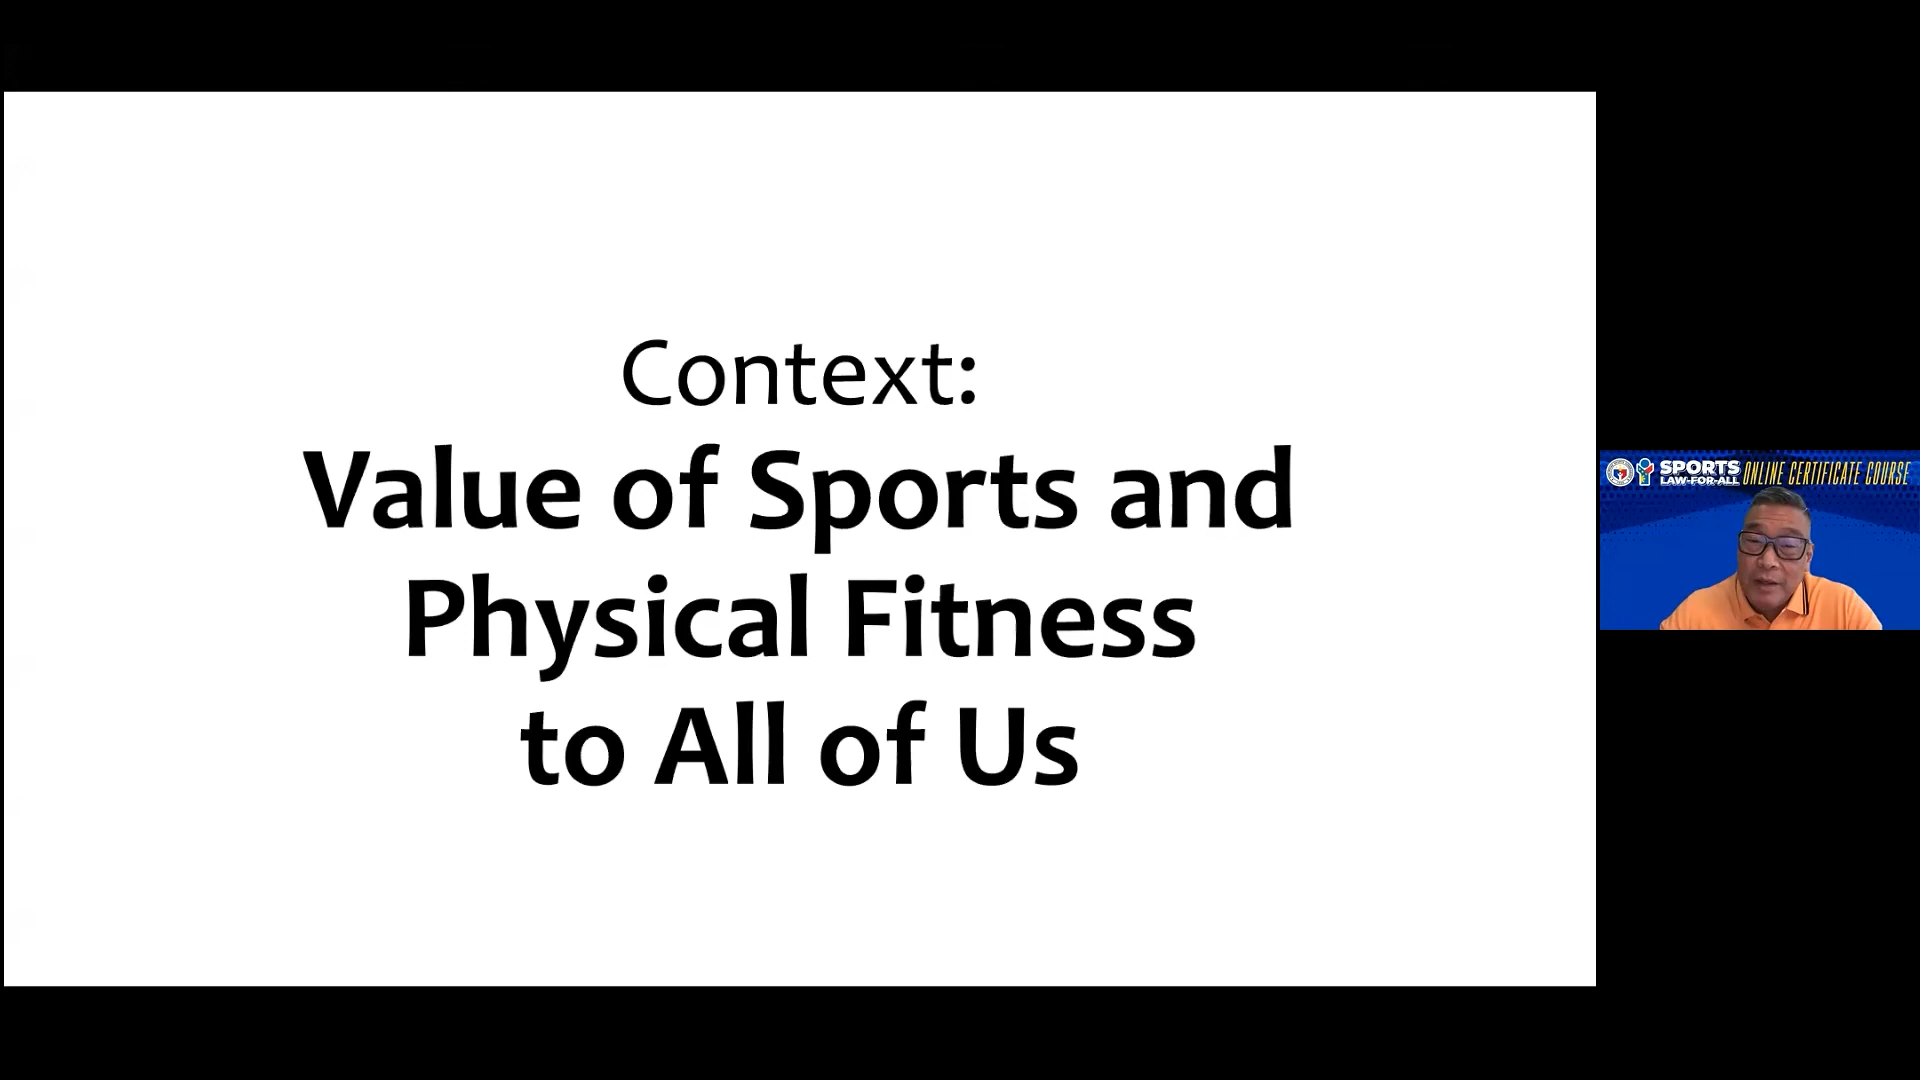 Context:
Value of Sports and
Physical Fitness
to All of Us
SPORTS
LAW-FOR-ALL
ONLINE CERTIFICATE COURSE